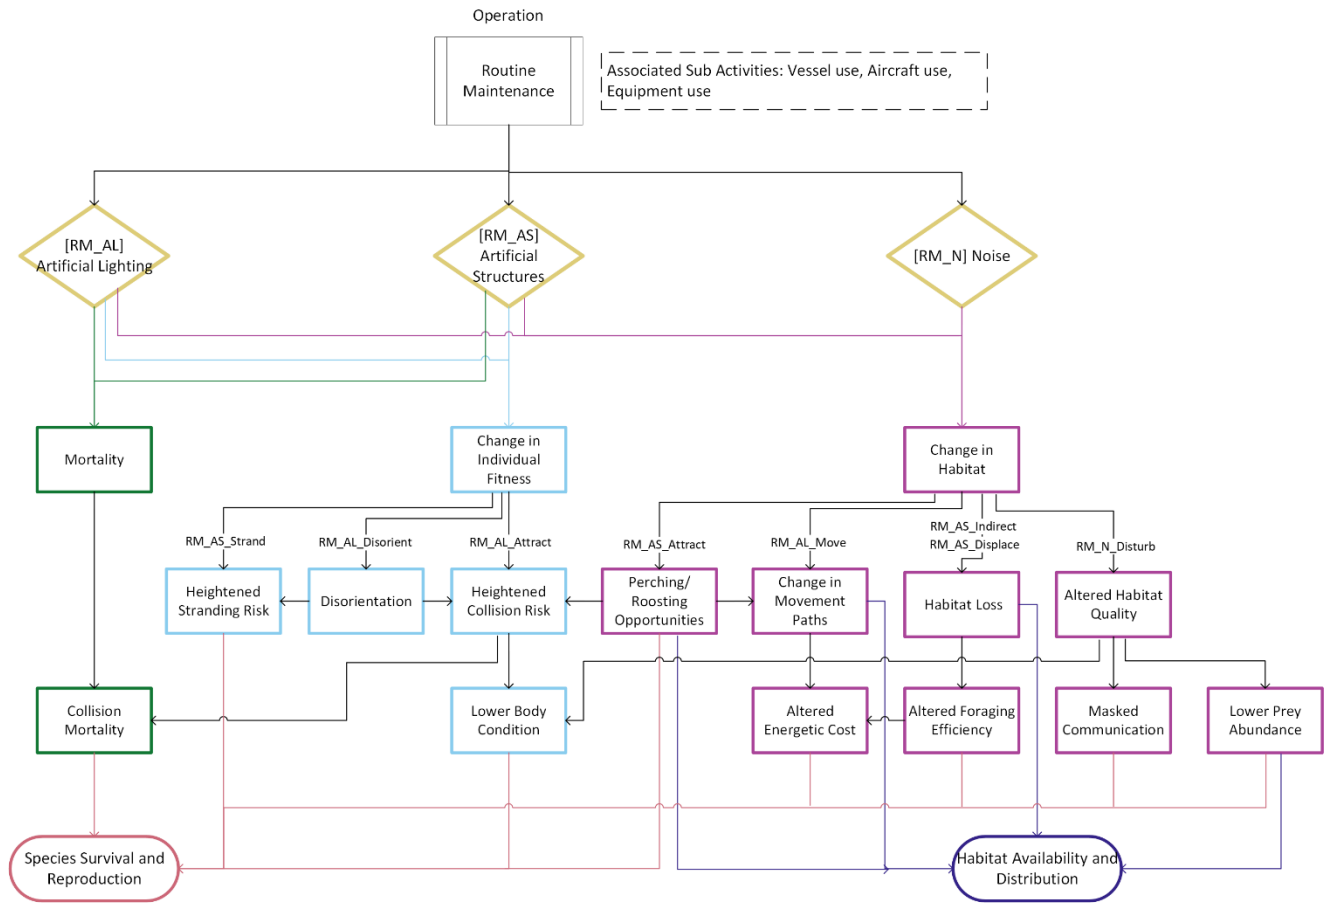 Operation
Routine
Maintenance
Associated Sub Activities: Vessel use, Aircraft use,
Equipment use
[RM_AL]
Artificial Lighting
[RM_AS]
Artificial
Structures
[RM_N] Noise
Mortality
Change in
Individual
Fitness
Change in
Habitat
RM_AS_Strand
RM_AL_Disorient
RM_AL_Attract
RM_AS_Attract
RM_AL_Move
RM_AS_Indirect
RM_AS_Displace
RM_N_Disturb
Heightened
Stranding Risk
Disorientation
Heightened
Collision Risk
Perching/
Roosting
Opportunities
Change in
Movement
Paths
Habitat Loss
Altered Habitat
Quality
Collision
Mortality
Lower Body
Condition
Altered
Energetic Cost
Altered Foraging
Efficiency
Masked
Communication
Lower Prey
Abundance
Species Survival and
Reproduction
Habitat Availability and
Distribution